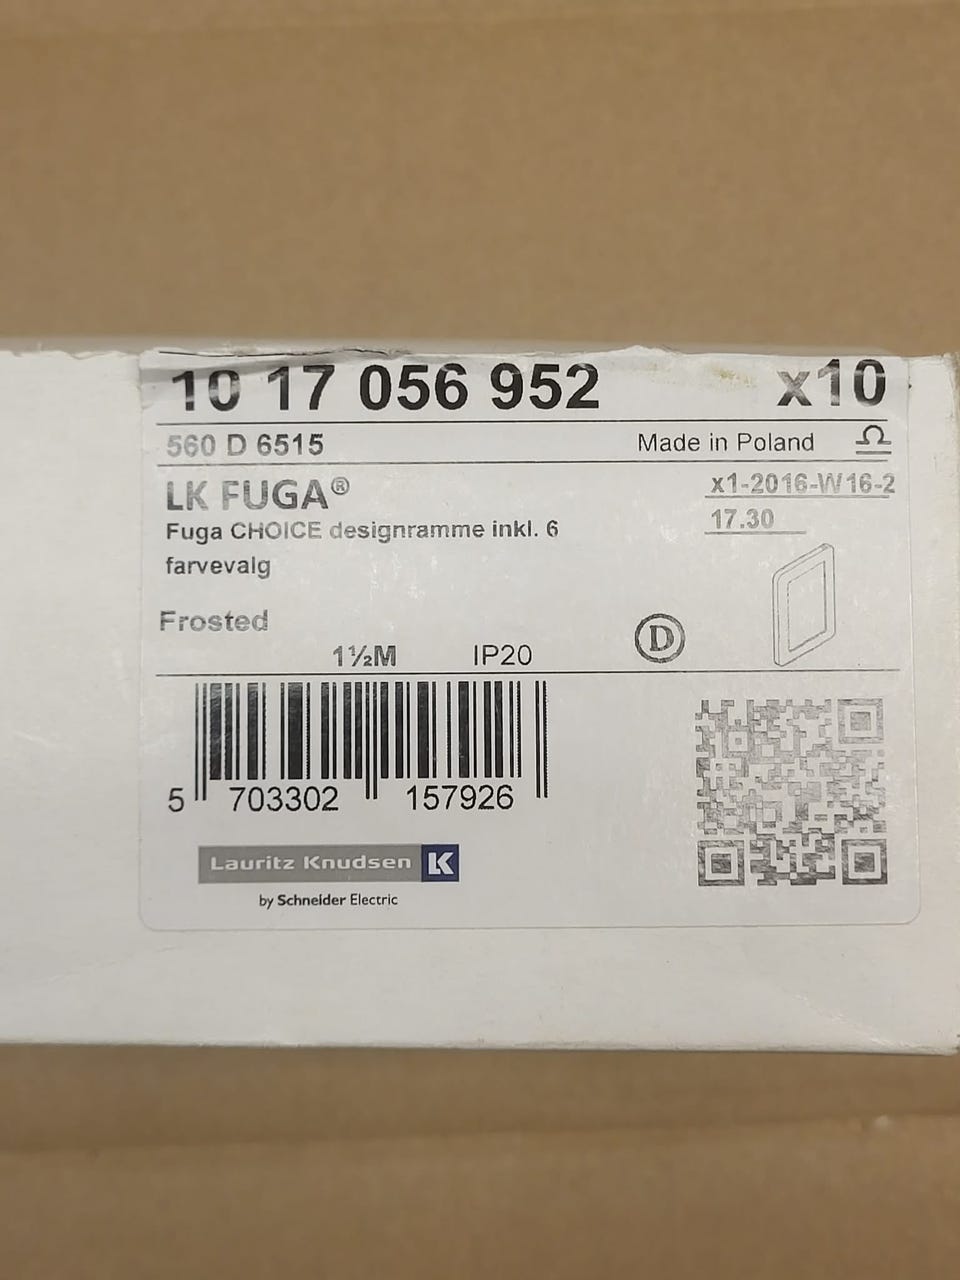 10 17 056 952 x10
560 D 6515 Made in Poland
LK FUGA® x1-2016-W16-2
Fuga CHOICE designramme inkl. 6 17.30
farvevalg
Frosted
D
1½M IP20
5 703302 157926
Lauritz Knudsen LK
by Schneider Electric